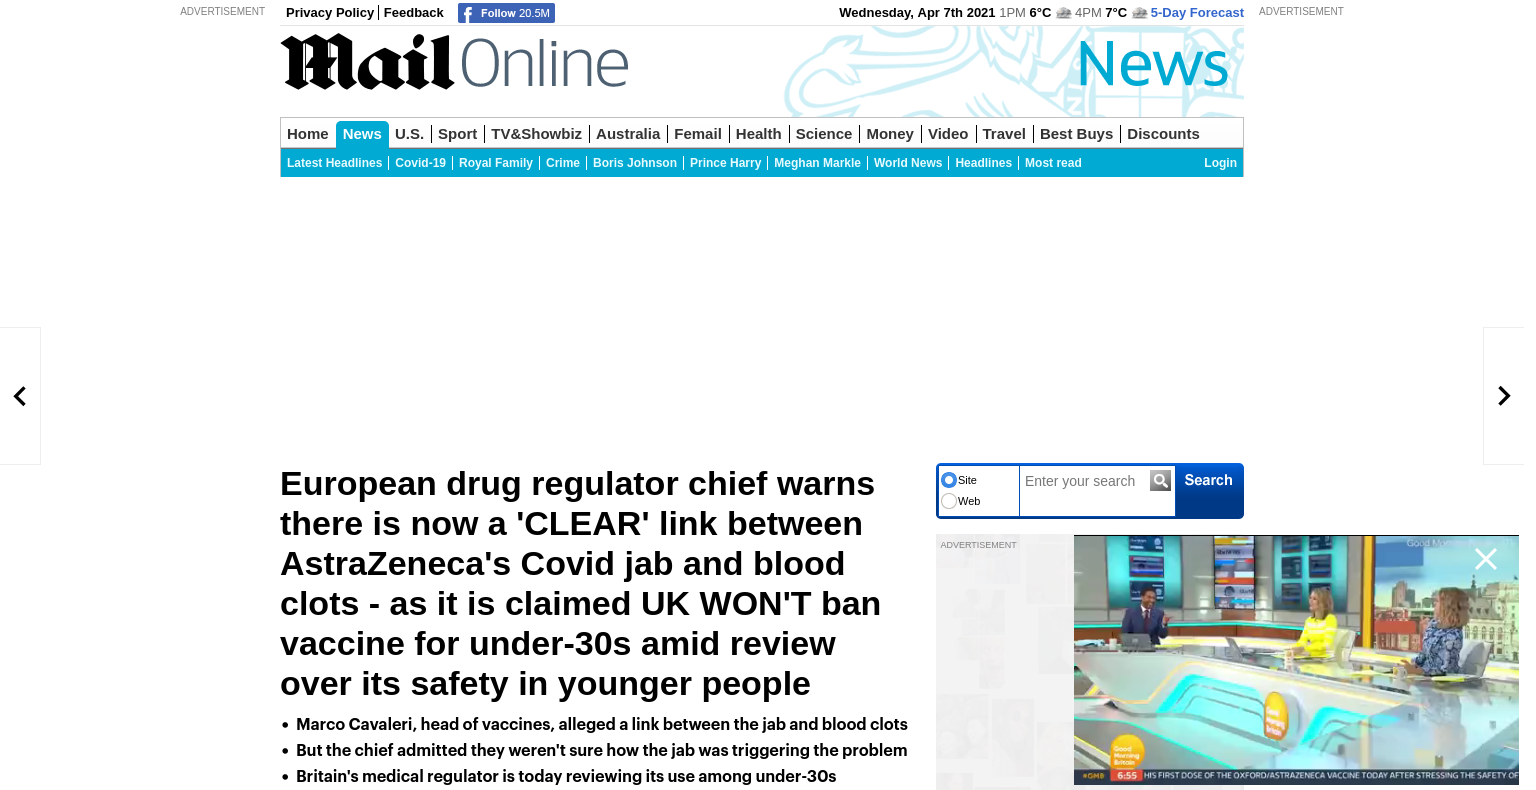 ADVERTISEMENT
Privacy Policy Feedback Follow 20.5M Wednesday, Apr 7th 2021 1PM 6°C 4PM 7°C 5-Day Forecast
ADVERTISEMENT
Mail Online News
Home News U.S. Sport TV&Showbiz Australia Femail Health Science Money Video Travel Best Buys Discounts
Latest Headlines Covid-19 Royal Family Crime Boris Johnson Prince Harry Meghan Markle World News Headlines Most read Login
European drug regulator chief warns
there is now a 'CLEAR' link between
AstraZeneca's Covid jab and blood
clots - as it is claimed UK WON'T ban
vaccine for under-30s amid review
over its safety in younger people
• Marco Cavaleri, head of vaccines, alleged a link between the jab and blood clots
• But the chief admitted they weren't sure how the jab was triggering the problem
• Britain's medical regulator is today reviewing its use among under-30s
Site
Web
Enter your search
Search
ADVERTISEMENT
Good
Morning
Britain
#GMB 6:55 HIS FIRST DOSE OF THE OXFORD/ASTRAZENECA VACCINE TODAY AFTER STRESSING THE SAFETY OF